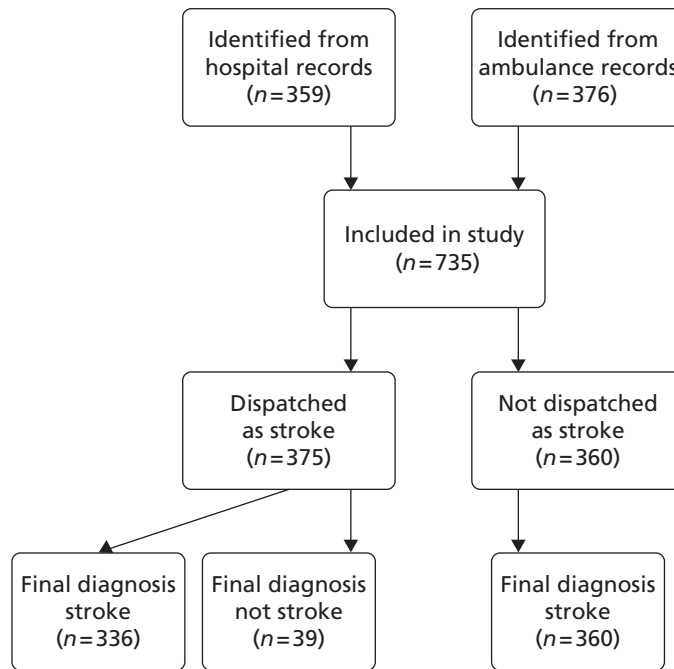 Identified from
hospital records
(n=359)
Identified from
ambulance records
(n=376)
Included in study
(n=735)
Dispatched
as stroke
(n=375)
Not dispatched
as stroke
(n=360)
Final diagnosis
stroke
(n=336)
Final diagnosis
not stroke
(n=39)
Final diagnosis
stroke
(n=360)